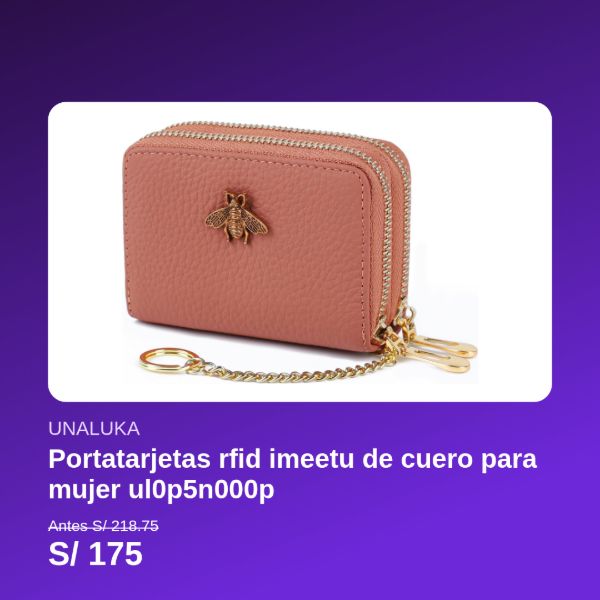 UNALUKA
Portatarjetas rfid imeetu de cuero para
mujer ul0p5n000p
Antes S/ 218.75
S/ 175